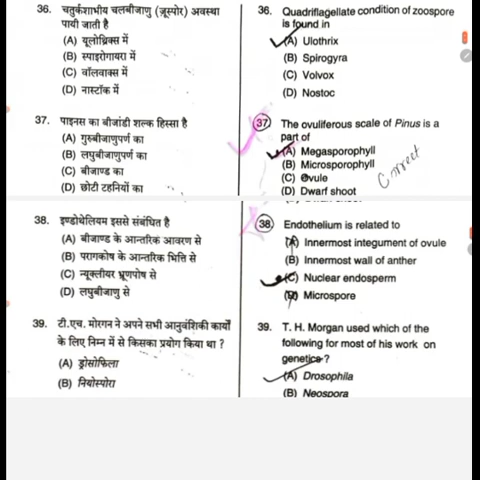 36. चतुर्कशाभीय चलबीजाणु (जूस्पोर) अवस्था
पायी जाती है
(A) यूलोथ्रिक्स में
(B) स्पाइरोगायरा में
(C) वॉलवाक्स में
(D) नास्टॉक में
37. पाइनस का बीजांडी शल्क हिस्सा है
(A) गुरुबीजाणुपर्ण का
(B) लघुबीजाणुपर्ण का
(C) बीजाण्ड का
(D) छोटी टहनियों का
38. इण्डोथेलियम इससे संबंधित है
(A) बीजाण्ड के आन्तरिक आवरण से
(B) परागकोष के आन्तरिक भित्ति से
(C) न्यूक्लीयर भ्रूणपोष से
(D) लघुबीजाणु से
39. टी.एच. मोरगन ने अपने सभी आनुवंशिकी कार्यों
के लिए निम्न में से किसका प्रयोग किया था ?
(A) ड्रोसोफिला
(B) नियोस्पोरा
36. Quadriflagellate condition of zoospore
is found in
(A) Ulothrix
(B) Spirogyra
(C) Volvox
(D) Nostoc
37. The ovuliferous scale of Pinus is a
part of
(A) Megasporophyll
(B) Microsporophyll
(C) Ovule
(D) Dwarf shoot
Correct
38. Endothelium is related to
(A) Innermost integument of ovule
(B) Innermost wall of anther
(C) Nuclear endosperm
(D) Microspore
39. T. H. Morgan used which of the
following for most of his work on
genetics ?
(A) Drosophila
(B) Neospora